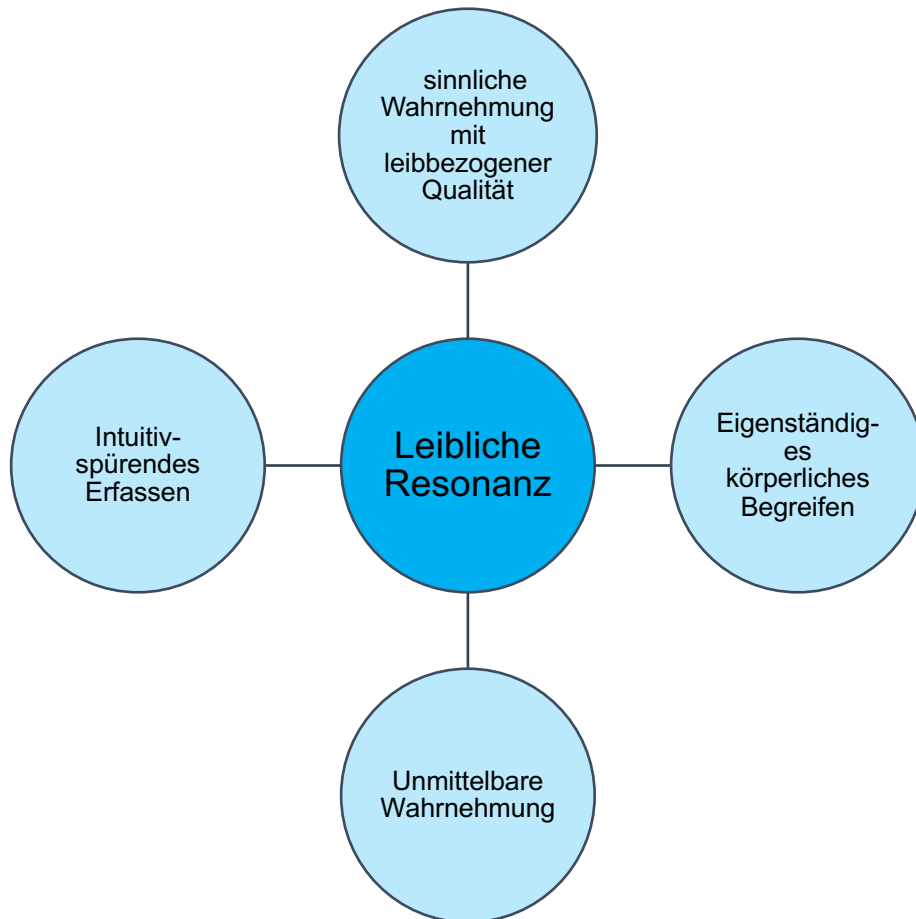 sinnliche
Wahrnehmung
mit
leibbezogener
Qualität
Intuitiv-
spürendes
Erfassen
Leibliche
Resonanz
Eigenständig-
es
körperliches
Begreifen
Unmittelbare
Wahrnehmung